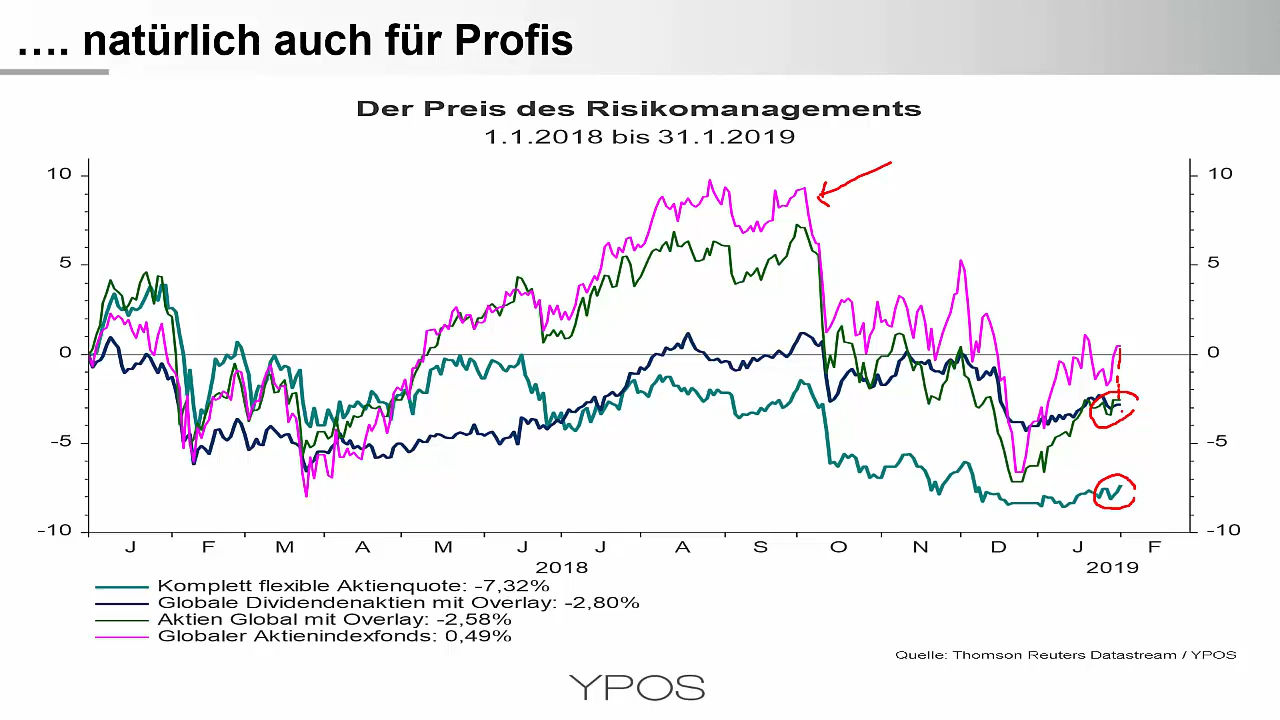 …. natürlich auch für Profis
Der Preis des Risikomanagements
1.1.2018 bis 31.1.2019
10 10
5 5
0 0
-5 -5
-10 -10
J F M A M J J A S O N D J F
2018 2019
Komplett flexible Aktienquote: -7,32%
Globale Dividendenaktien mit Overlay: -2,80%
Aktien Global mit Overlay: -2,58%
Globaler Aktienindexfonds: 0,49%
Quelle: Thomson Reuters Datastream / YPOS
YPOS